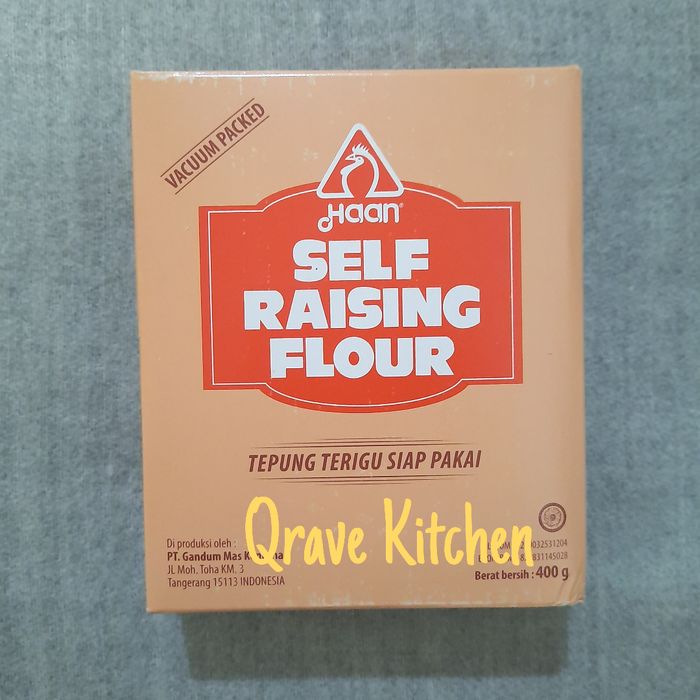 VACUUM PACKED
Haan®
SELF
RAISING
FLOUR
TEPUNG TERIGU SIAP PAKAI
Qrave Kitchen
Di produksi oleh :
PT. Gandum Mas
JL Moh. Toha KM. 3
Tangerang 15113 INDONESIA
Berat bersih : 400 g